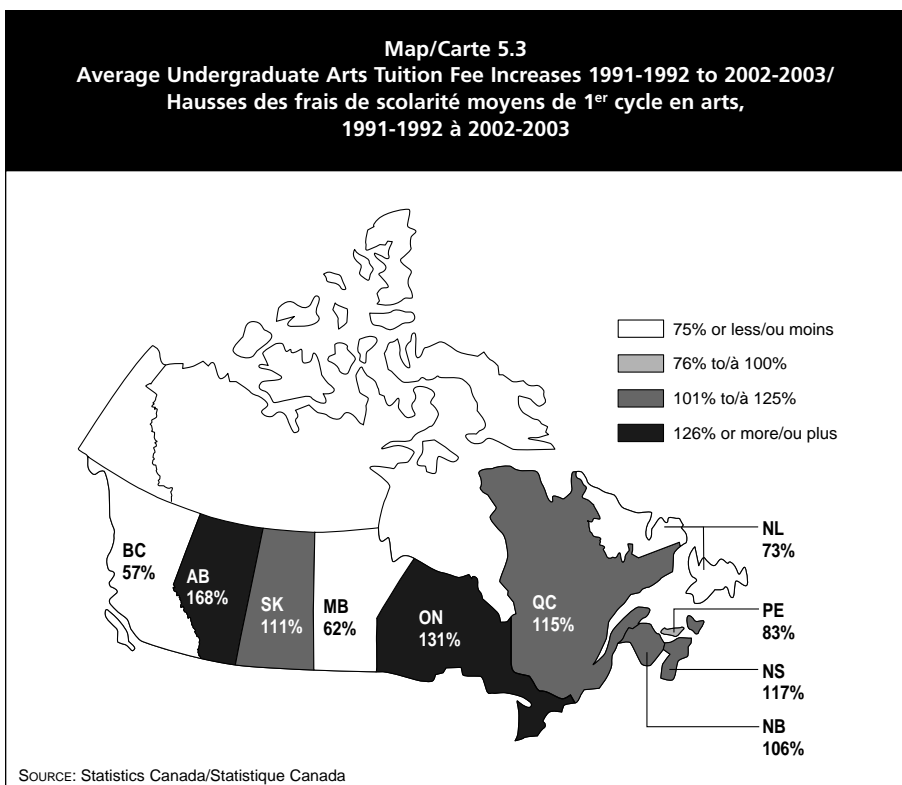 Map/Carte 5.3
Average Undergraduate Arts Tuition Fee Increases 1991-1992 to 2002-2003/
Hausses des frais de scolarité moyens de 1er cycle en arts,
1991-1992 à 2002-2003
75% or less/ou moins
76% to/à 100%
101% to/à 125%
126% or more/ou plus
BC
57%
AB
168%
SK
111%
MB
62%
ON
131%
QC
115%
NL
73%
PE
83%
NS
117%
NB
106%
SOURCE: Statistics Canada/Statistique Canada